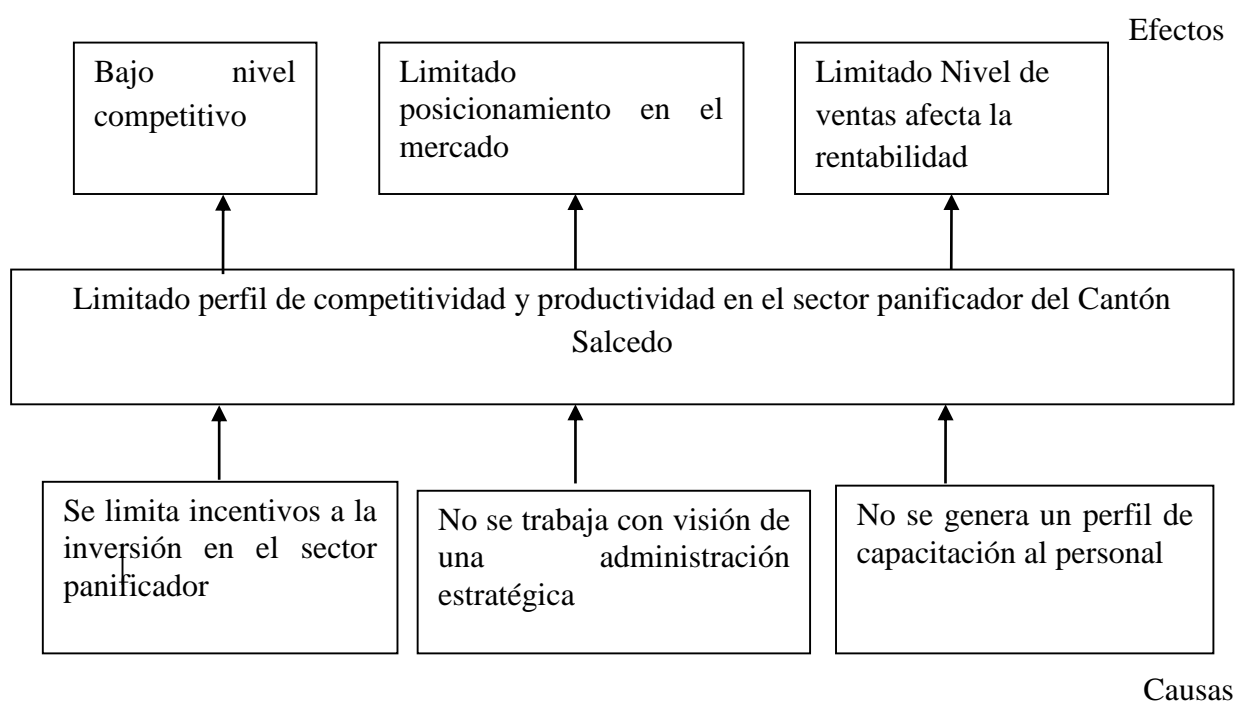 Efectos
Bajo nivel
competitivo
Limitado
posicionamiento en el
mercado
Limitado Nivel de
ventas afecta la
rentabilidad
Limitado perfil de competitividad y productividad en el sector panificador del Cantón
Salcedo
Se limita incentivos a la
inversión en el sector
panificador
No se trabaja con visión de
una administración
estratégica
No se genera un perfil de
capacitación al personal
Causas